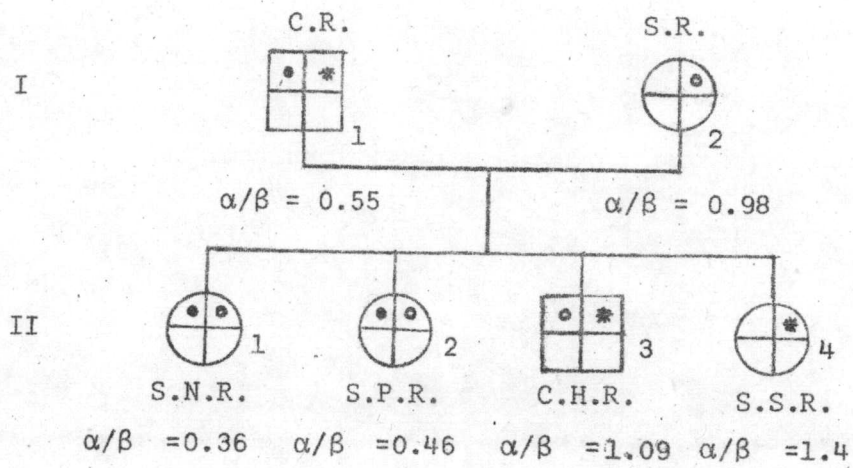 C.R. S.R.
I
1 2
α/β = 0.55 α/β = 0.98
II
1 2 3 4
S.N.R. S.P.R. C.H.R. S.S.R.
α/β =0.36 α/β =0.46 α/β =1.09 α/β =1.4